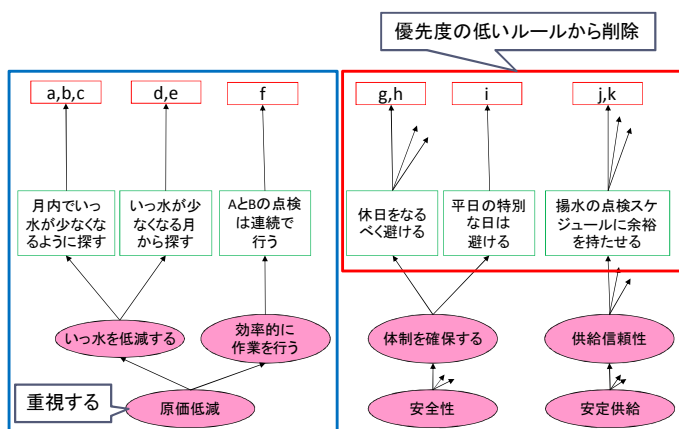 優先度の低いルールから削除
a,b,c
d,e
f
g,h
i
j,k
月内でいっ
水が少なくな
るように探す
いっ水が少
なくなる月
から探す
AとBの点検
は連続で
行う
休日をなる
べく避ける
平日の特別
な日は
避ける
揚水の点検スケ
ジュールに余裕
を持たせる
いっ水を低減する
効率的に
作業を行う
体制を確保する
供給信頼性
重視する
原価低減
安全性
安定供給